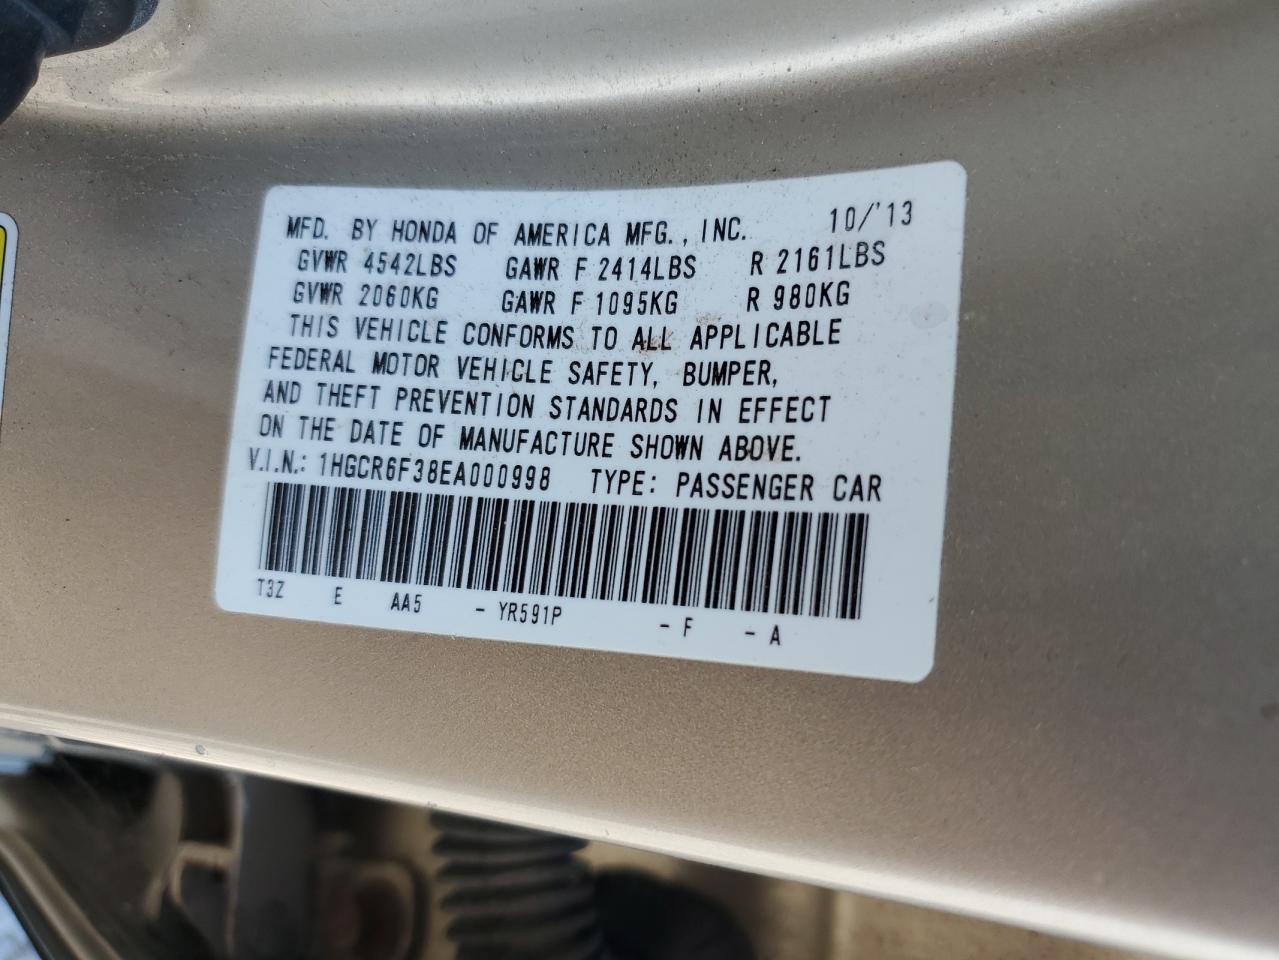 MFD. BY HONDA OF AMERICA MFG., INC. 10/'13
GVWR 4542LBS GAWR F 2414LBS R 2161LBS
GVWR 2060KG GAWR F 1095KG R 980KG
THIS VEHICLE CONFORMS TO ALL APPLICABLE
FEDERAL MOTOR VEHICLE SAFETY, BUMPER,
AND THEFT PREVENTION STANDARDS IN EFFECT
ON THE DATE OF MANUFACTURE SHOWN ABOVE.
V.I.N.: 1HGCR6F38EA000998 TYPE: PASSENGER CAR
T3Z E AA5 - YR591P - F - A